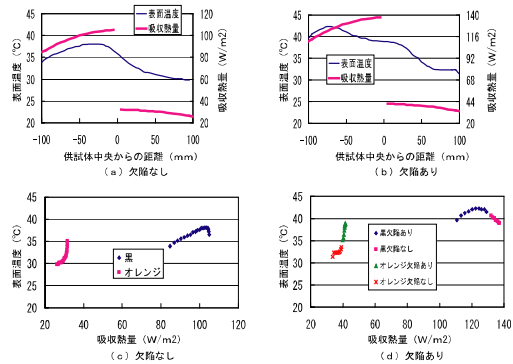 表面温度
吸収熱量
45
40
35
30
25
20
120
100
80
60
40
20
表面温度 (℃)
吸収熱量 (W/m2)
-100
-50
0
50
100
供試体中央からの距離 (mm)
(a) 欠陥なし
表面温度
吸収熱量
45
40
35
30
25
20
140
116
92
68
44
20
表面温度 (℃)
吸収熱量 (W/m2)
-100
-50
0
50
100
供試体中央からの距離 (mm)
(b) 欠陥あり
45
40
35
30
25
20
表面温度 (℃)
黒
オレンジ
20
40
60
80
100
120
吸収熱量 (W/m2)
(c) 欠陥なし
45
40
35
30
25
20
表面温度 (℃)
黒欠陥あり
黒欠陥なし
オレンジ欠陥あり
オレンジ欠陥なし
20
40
60
80
100
120
140
吸収熱量 (W/m2)
(d) 欠陥あり